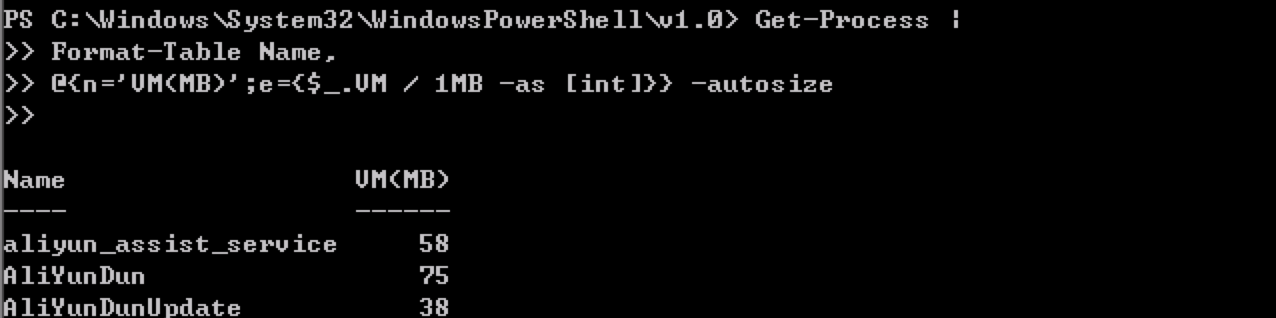 PS C:\Windows\System32\WindowsPowerShell\v1.0> Get-Process |
>> Format-Table Name,
>> @{n='VM(MB)';e={$_.VM / 1MB -as [int]}} -autosize
>>
Name VM(MB)
---- ------
aliyun_assist_service 58
AliYunDun 75
AliYunDunUpdate 38